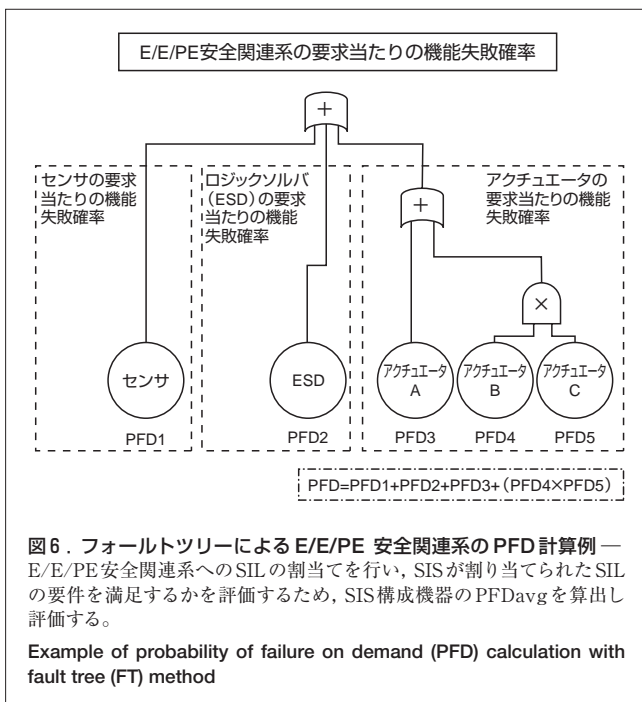 E/E/PE安全関連系の要求当たりの機能失敗確率
+
センサの要求
当たりの機能
失敗確率
ロジックソルバ
(ESD)の要求
当たりの機能
失敗確率
アクチュエータの
要求当たりの機能
失敗確率
+
×
センサ
ESD
アクチュエータ
A
アクチュエータ
B
アクチュエータ
C
PFD1
PFD2
PFD3
PFD4
PFD5
PFD=PFD1+PFD2+PFD3+(PFD4×PFD5)
図6.フォールトツリーによるE/E/PE 安全関連系のPFD計算例 ―
E/E/PE安全関連系へのSILの割当てを行い,SISが割り当てられたSIL
の要件を満足するかを評価するため,SIS構成機器のPFDavgを算出し
評価する。
Example of probability of failure on demand (PFD) calculation with
fault tree (FT) method